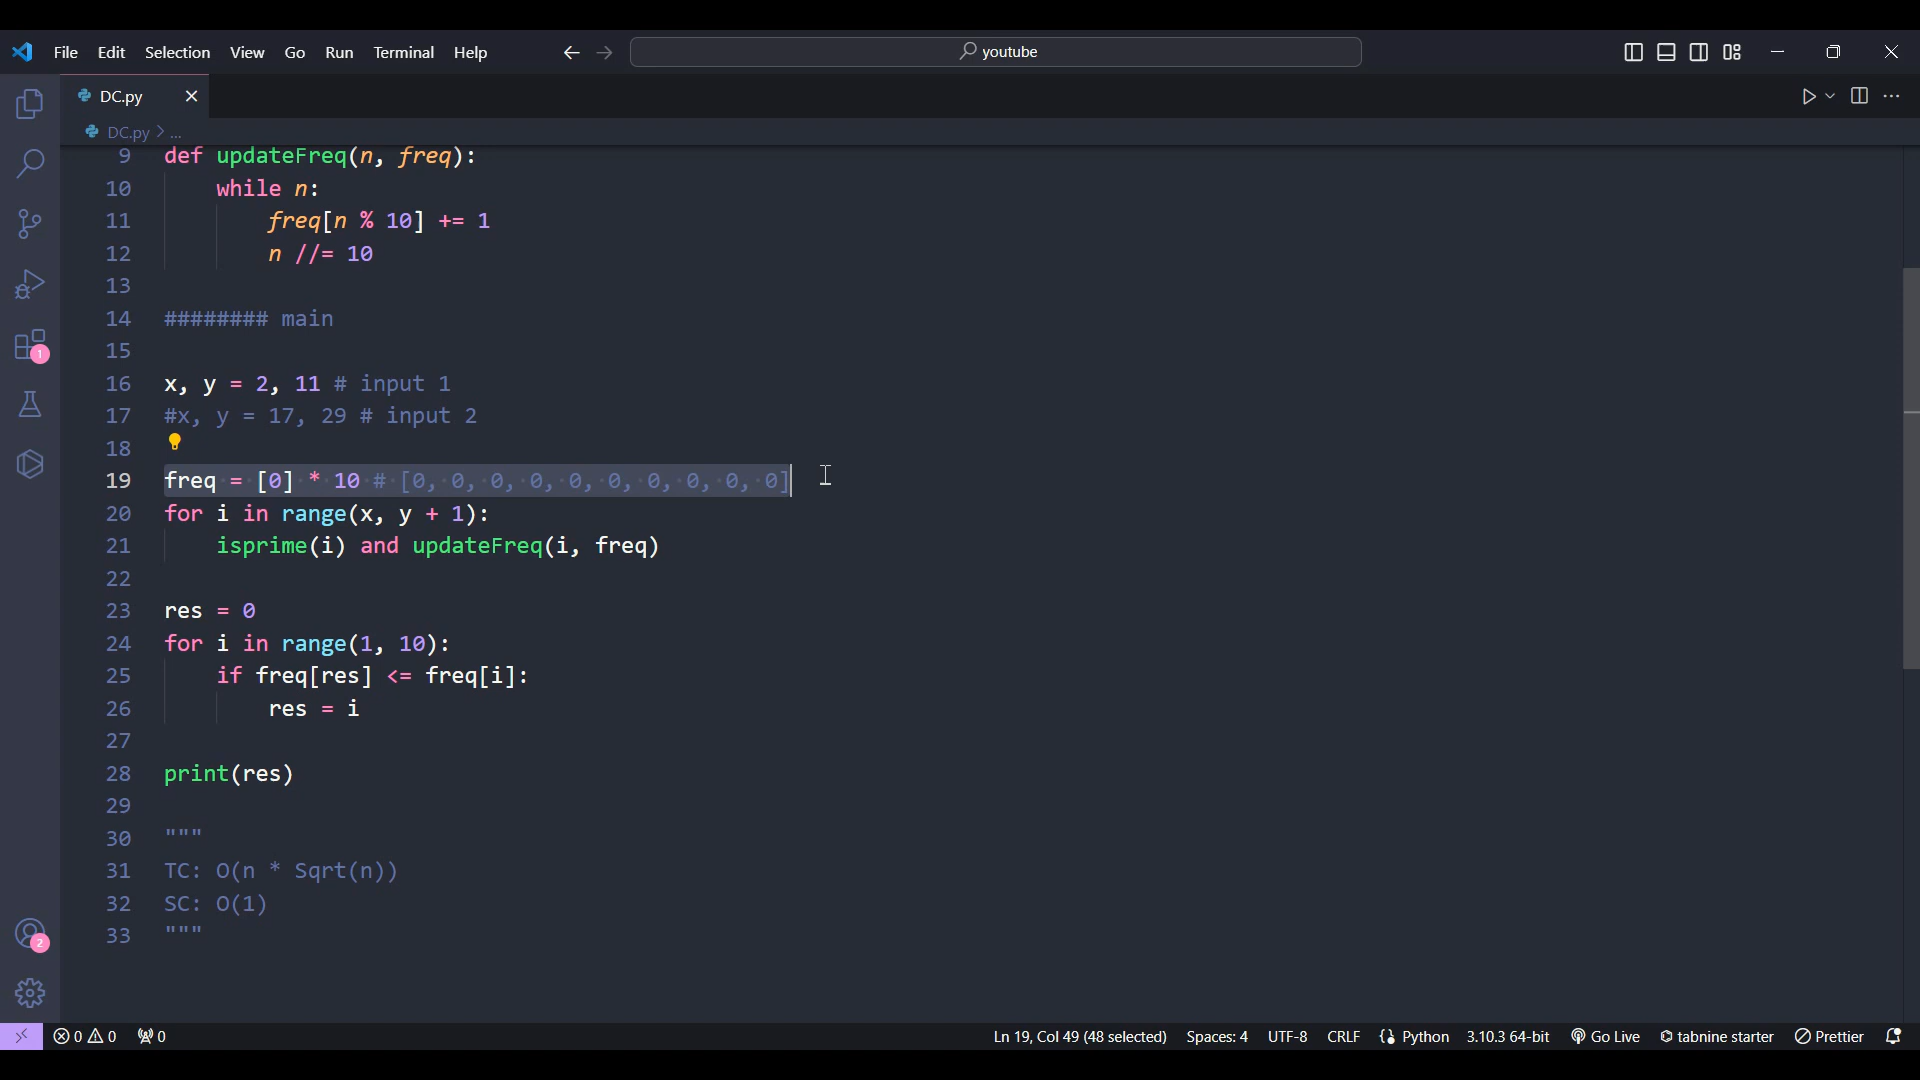 File Edit Selection View Go Run Terminal Help youtube
DC.py
DC.py > ...
9 def updateFreq(n, freq):
10 while n:
11 freq[n % 10] += 1
12 n //= 10
13
14 ######## main
15
16 x, y = 2, 11 # input 1
17 #x, y = 17, 29 # input 2
18
19 freq = [0] * 10 # [0, 0, 0, 0, 0, 0, 0, 0, 0, 0]
20 for i in range(x, y + 1):
21 isprime(i) and updateFreq(i, freq)
22
23 res = 0
24 for i in range(1, 10):
25 if freq[res] <= freq[i]:
26 res = i
27
28 print(res)
29
30 """
31 TC: O(n * Sqrt(n))
32 SC: O(1)
33 """
1
2
0 0 0 Ln 19, Col 49 (48 selected) Spaces: 4 UTF-8 CRLF Python 3.10.3 64-bit Go Live tabnine starter Prettier